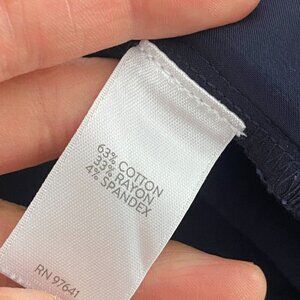 63% COTTON
33% RAYON
4% SPANDEX
RN 97641